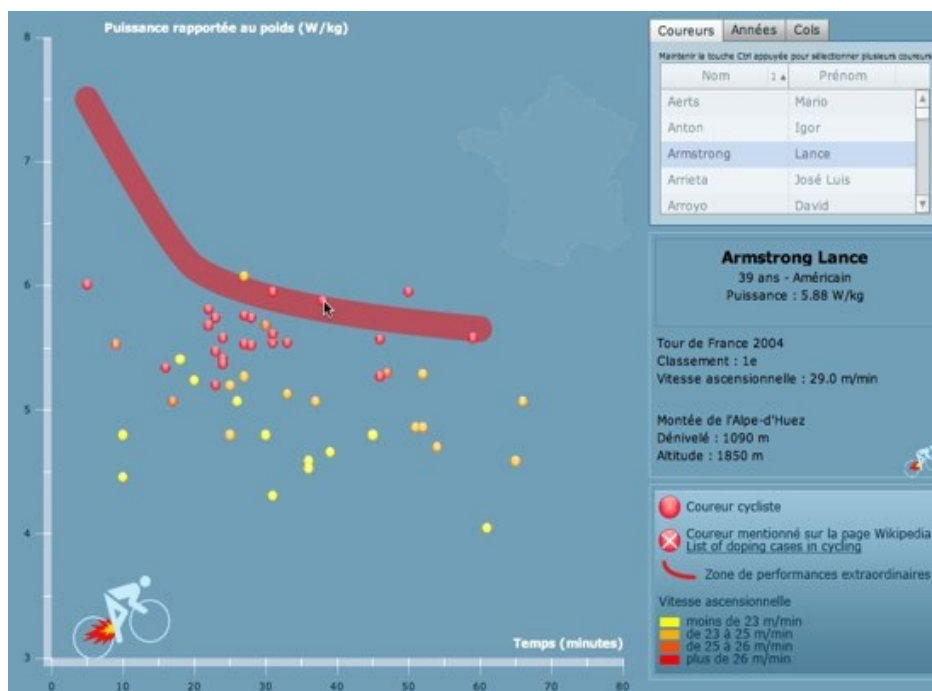 Puissance rapportée au poids (W/kg)
8
7
6
5
4
3
0
10
20
30
40
50
60
70
80
Temps (minutes)
Coureurs
Années
Cols
Maintenir la touche Ctrl appuyée pour sélectionner plusieurs coureurs
Nom 1 Prénom
Aerts Mario
Anton Igor
Armstrong Lance
Arrieta José Luis
Arroyo David
Armstrong Lance
39 ans - Américain
Puissance : 5.88 W/kg
Tour de France 2004
Classement : 1e
Vitesse ascensionnelle : 29.0 m/min
Montée de l'Alpe-d'Huez
Dénivelé : 1090 m
Altitude : 1850 m
Coureur cycliste
Coureur mentionné sur la page Wikipedia
List of doping cases in cycling
Zone de performances extraordinaires
Vitesse ascensionnelle
moins de 23 m/min
de 23 à 25 m/min
de 25 à 26 m/min
plus de 26 m/min